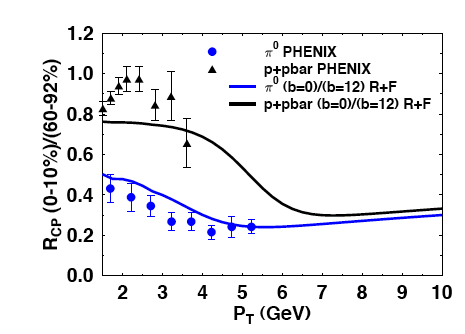 1.2
1.0
0.8
0.6
0.4
0.2
0.0
R_CP (0-10%)/(60-92%)
π⁰ PHENIX
p+pbar PHENIX
π⁰ (b=0)/(b=12) R+F
p+pbar (b=0)/(b=12) R+F
2 3 4 5 6 7 8 9 10
P_T (GeV)